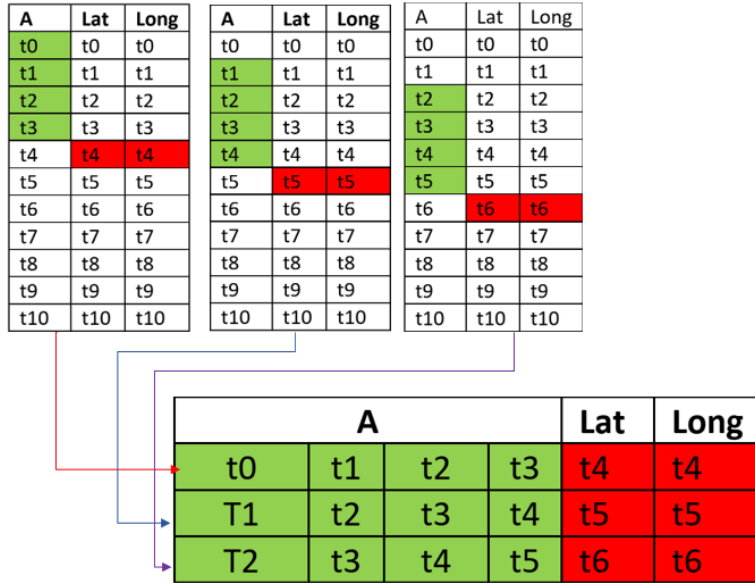 A Lat Long
t0 t0 t0
t1 t1 t1
t2 t2 t2
t3 t3 t3
t4 t4 t4
t5 t5 t5
t6 t6 t6
t7 t7 t7
t8 t8 t8
t9 t9 t9
t10 t10 t10
A Lat Long
t0 t0 t0
t1 t1 t1
t2 t2 t2
t3 t3 t3
t4 t4 t4
t5 t5 t5
t6 t6 t6
t7 t7 t7
t8 t8 t8
t9 t9 t9
t10 t10 t10
A Lat Long
t0 t0 t0
t1 t1 t1
t2 t2 t2
t3 t3 t3
t4 t4 t4
t5 t5 t5
t6 t6 t6
t7 t7 t7
t8 t8 t8
t9 t9 t9
t10 t10 t10
A Lat Long
t0 t1 t2 t3 t4 t4
T1 t2 t3 t4 t5 t5
T2 t3 t4 t5 t6 t6